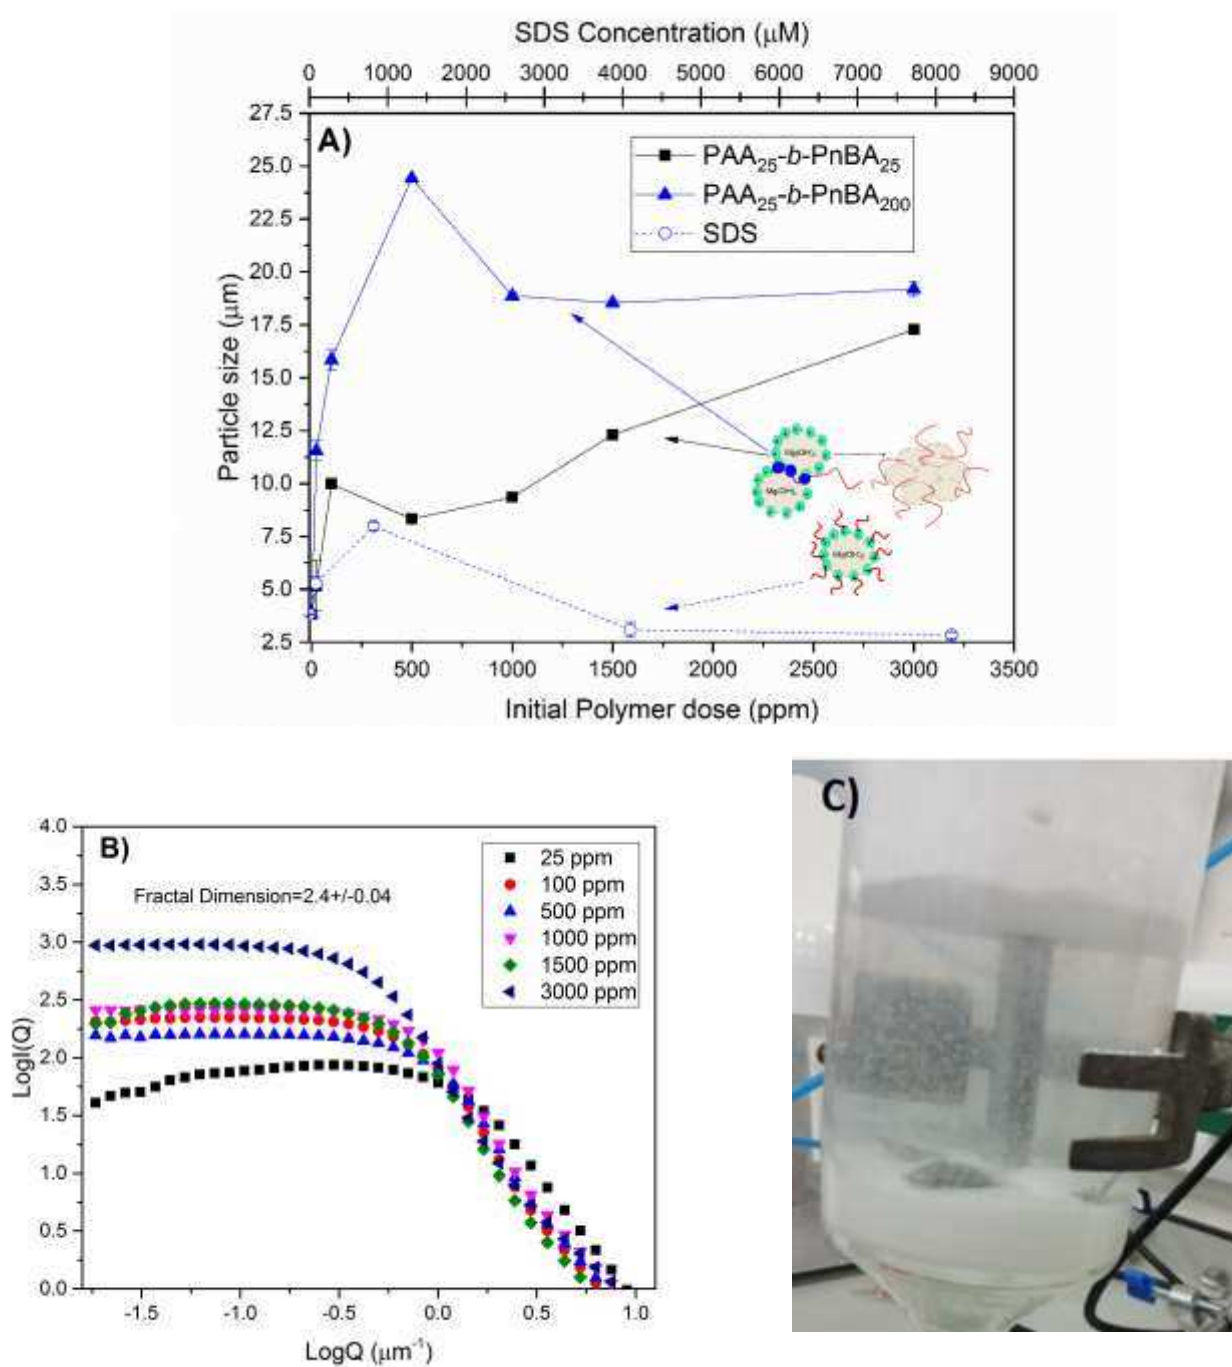 SDS Concentration (μM)
0 1000 2000 3000 4000 5000 6000 7000 8000 9000
A)
PAA25-b-PnBA25
PAA25-b-PnBA200
SDS
Particle size (μm)
27.5
25.0
22.5
20.0
17.5
15.0
12.5
10.0
7.5
5.0
2.5
0 500 1000 1500 2000 2500 3000 3500
Initial Polymer dose (ppm)
B)
Fractal Dimension=2.4+/-0.04
25 ppm
100 ppm
500 ppm
1000 ppm
1500 ppm
3000 ppm
LogI(Q)
4.0
3.5
3.0
2.5
2.0
1.5
1.0
0.5
0.0
-1.5 -1.0 -0.5 0.0 0.5 1.0
LogQ (μm-1)
C)